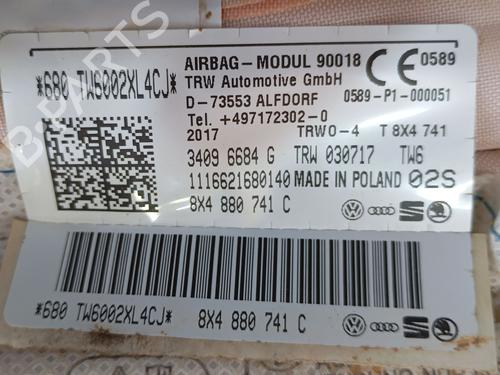 *680 TW6002XL4CJ*
AIRBAG-MODUL 90018
TRW Automotive GmbH
D-73553 ALFDORF
Tel. +497172302-0
2017 TRWO-4 T 8X4 741
CE 0589
0589-P1-000051
3409 6684 G TRW 030717 TW6
1116621680140 MADE IN POLAND 02S
8X4 880 741 C
*680 TW6002XL4CJ* 8X4 880 741 C
B-PARTS